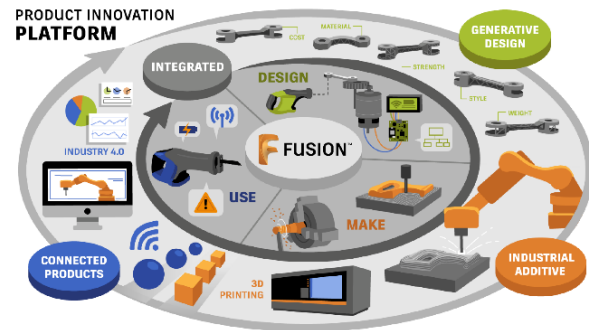 PRODUCT INNOVATION
PLATFORM
GENERATIVE
DESIGN
MATERIAL
COST
STRENGTH
STYLE
WEIGHT
INTEGRATED
DESIGN
INDUSTRY 4.0
FUSION™
USE
MAKE
CONNECTED
PRODUCTS
3D
PRINTING
INDUSTRIAL
ADDITIVE